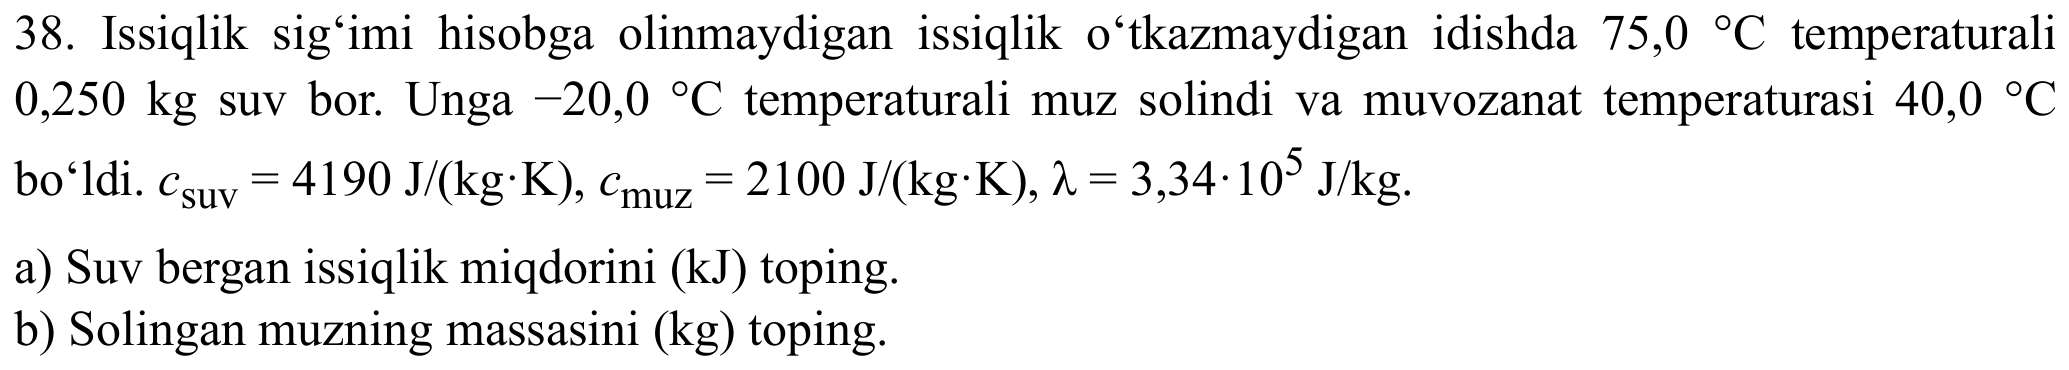 38. Issiqlik sig‘imi hisobga olinmaydigan issiqlik o‘tkazmaydigan idishda 75,0 °C temperaturali
0,250 kg suv bor. Unga −20,0 °C temperaturali muz solindi va muvozanat temperaturasi 40,0 °C
bo‘ldi. c_suv = 4190 J/(kg·K), c_muz = 2100 J/(kg·K), λ = 3,34·10⁵ J/kg.
a) Suv bergan issiqlik miqdorini (kJ) toping.
b) Solingan muzning massasini (kg) toping.